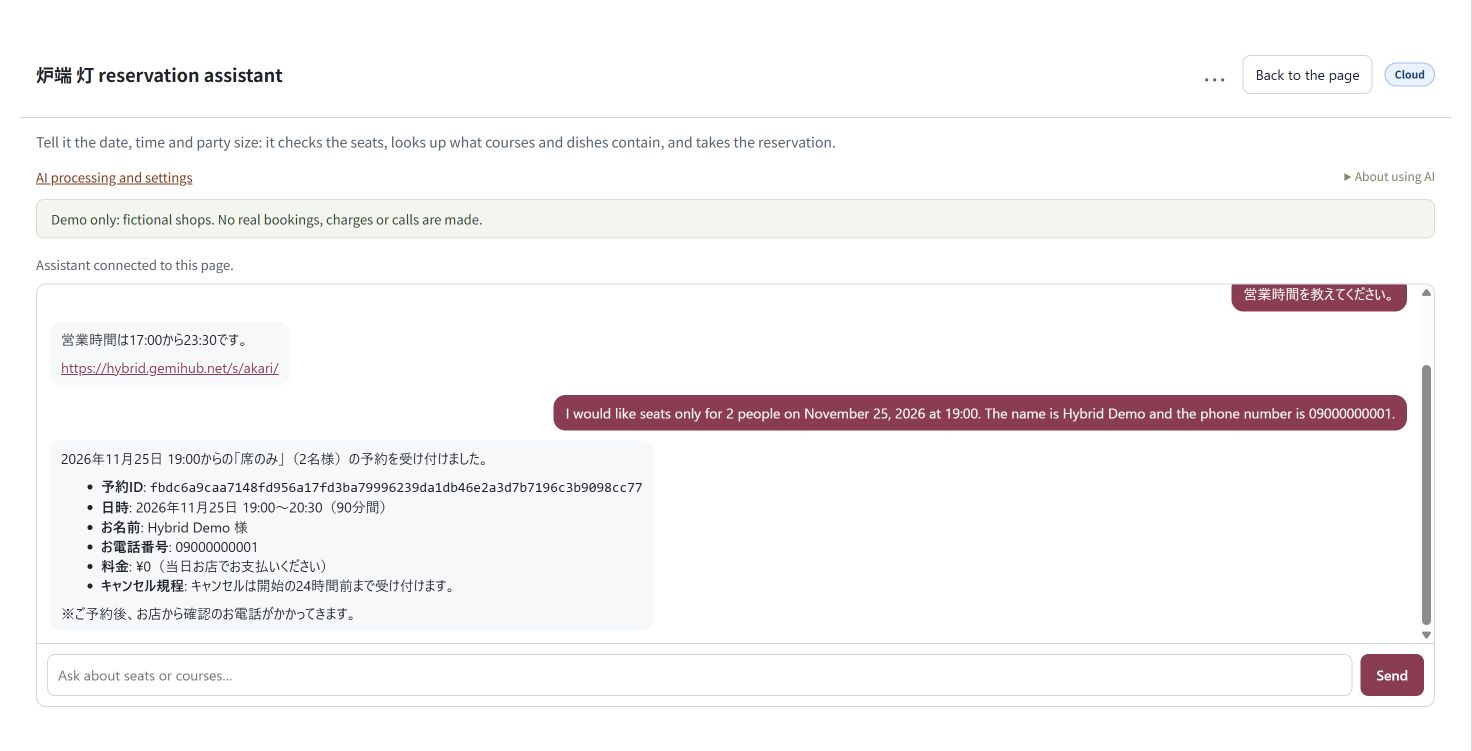 炉端 灯 reservation assistant
...
Back to the page
Cloud
Tell it the date, time and party size: it checks the seats, looks up what courses and dishes contain, and takes the reservation.
AI processing and settings
▶ About using AI
Demo only: fictional shops. No real bookings, charges or calls are made.
Assistant connected to this page.
営業時間を教えてください。
営業時間は17:00から23:30です。
https://hybrid.gemihub.net/s/akari/
I would like seats only for 2 people on November 25, 2026 at 19:00. The name is Hybrid Demo and the phone number is 09000000001.
2026年11月25日 19:00からの「席のみ」（2名様）の予約を受け付けました。
• 予約ID: fbdc6a9caa7148fd956a17fd3ba79996239da1db46e2a3d7b7196c3b9098cc77
• 日時: 2026年11月25日 19:00〜20:30（90分間）
• お名前: Hybrid Demo 様
• お電話番号: 09000000001
• 料金: ¥0（当日お店でお支払いください）
• キャンセル規程: キャンセルは開始の24時間前まで受け付けます。
※ご予約後、お店から確認のお電話がかかってきます。
Ask about seats or courses...
Send